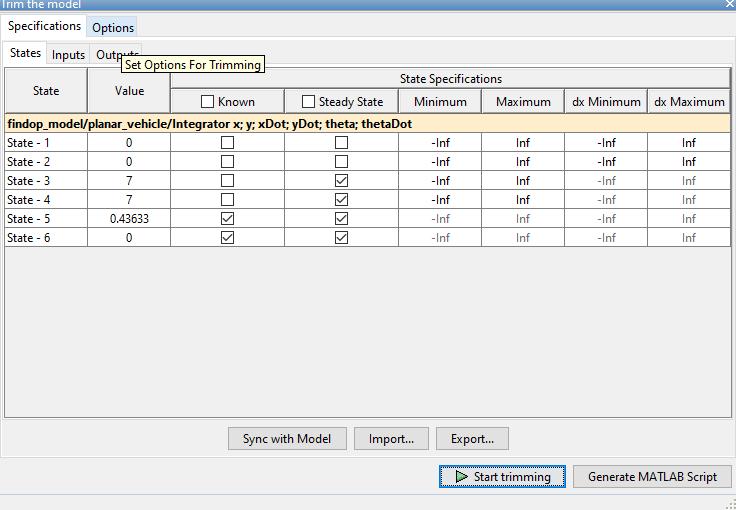 Trim the model
Specifications Options
States Inputs Outpu
Set Options For Trimming
State Value State Specifications
Known Steady State Minimum Maximum dx Minimum dx Maximum
findop_model/planar_vehicle/Integrator x; y; xDot; yDot; theta; thetaDot
State - 1 0 -Inf Inf -Inf Inf
State - 2 0 -Inf Inf -Inf Inf
State - 3 7 -Inf Inf -Inf Inf
State - 4 7 -Inf Inf -Inf Inf
State - 5 0.43633 -Inf Inf -Inf Inf
State - 6 0 -Inf Inf -Inf Inf
Sync with Model Import... Export...
Start trimming Generate MATLAB Script